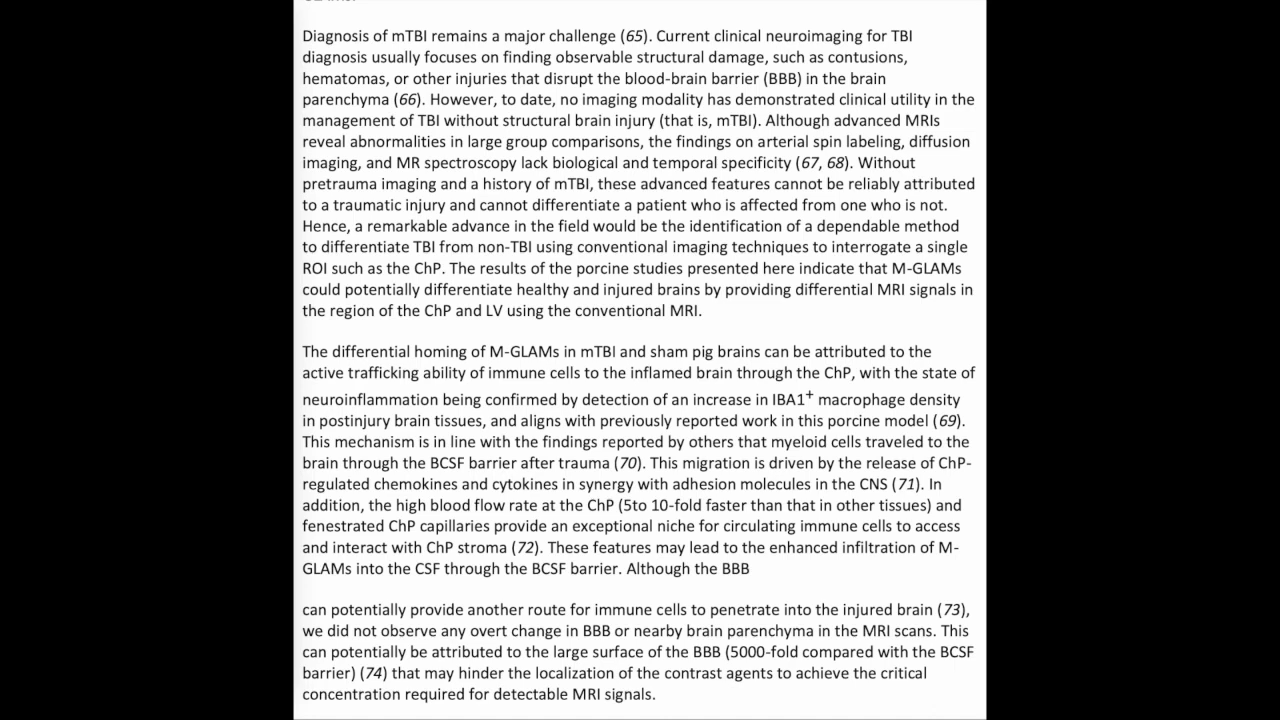 Diagnosis of mTBI remains a major challenge (65). Current clinical neuroimaging for TBI
diagnosis usually focuses on finding observable structural damage, such as contusions,
hematomas, or other injuries that disrupt the blood-brain barrier (BBB) in the brain
parenchyma (66). However, to date, no imaging modality has demonstrated clinical utility in the
management of TBI without structural brain injury (that is, mTBI). Although advanced MRIs
reveal abnormalities in large group comparisons, the findings on arterial spin labeling, diffusion
imaging, and MR spectroscopy lack biological and temporal specificity (67, 68). Without
pretrauma imaging and a history of mTBI, these advanced features cannot be reliably attributed
to a traumatic injury and cannot differentiate a patient who is affected from one who is not.
Hence, a remarkable advance in the field would be the identification of a dependable method
to differentiate TBI from non-TBI using conventional imaging techniques to interrogate a single
ROI such as the ChP. The results of the porcine studies presented here indicate that M-GLAMs
could potentially differentiate healthy and injured brains by providing differential MRI signals in
the region of the ChP and LV using the conventional MRI.
The differential homing of M-GLAMs in mTBI and sham pig brains can be attributed to the
active trafficking ability of immune cells to the inflamed brain through the ChP, with the state of
neuroinflammation being confirmed by detection of an increase in IBA1+ macrophage density
in postinjury brain tissues, and aligns with previously reported work in this porcine model (69).
This mechanism is in line with the findings reported by others that myeloid cells traveled to the
brain through the BCSF barrier after trauma (70). This migration is driven by the release of ChP-
regulated chemokines and cytokines in synergy with adhesion molecules in the CNS (71). In
addition, the high blood flow rate at the ChP (5to 10-fold faster than that in other tissues) and
fenestrated ChP capillaries provide an exceptional niche for circulating immune cells to access
and interact with ChP stroma (72). These features may lead to the enhanced infiltration of M-
GLAMs into the CSF through the BCSF barrier. Although the BBB
can potentially provide another route for immune cells to penetrate into the injured brain (73),
we did not observe any overt change in BBB or nearby brain parenchyma in the MRI scans. This
can potentially be attributed to the large surface of the BBB (5000-fold compared with the BCSF
barrier) (74) that may hinder the localization of the contrast agents to achieve the critical
concentration required for detectable MRI signals.